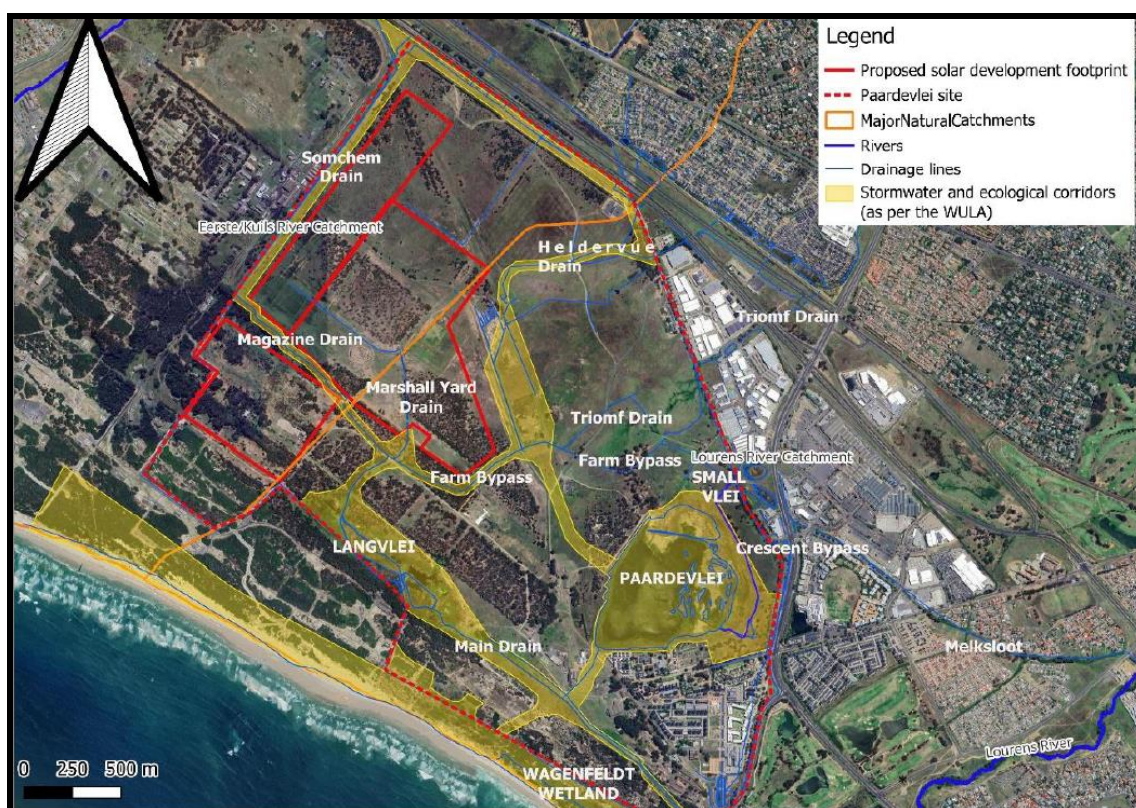 Legend
Proposed solar development footprint
Paardevlei site
MajorNaturalCatchments
Rivers
Drainage lines
Stormwater and ecological corridors
(as per the WULA)
Somchem
Drain
Eerste/Kuils River Catchment
Heldervue
Drain
Triomf Drain
Magazine Drain
Marshall Yard
Drain
Triomf Drain
Farm Bypass
Lourens River Catchment
Farm Bypass
SMALL
VLEI
LANGVLEI
Crescent Bypass
PAARDEVLEI
Main Drain
Melksloot
Lourens River
0 250 500 m
WAGENFELDT
WETLAND